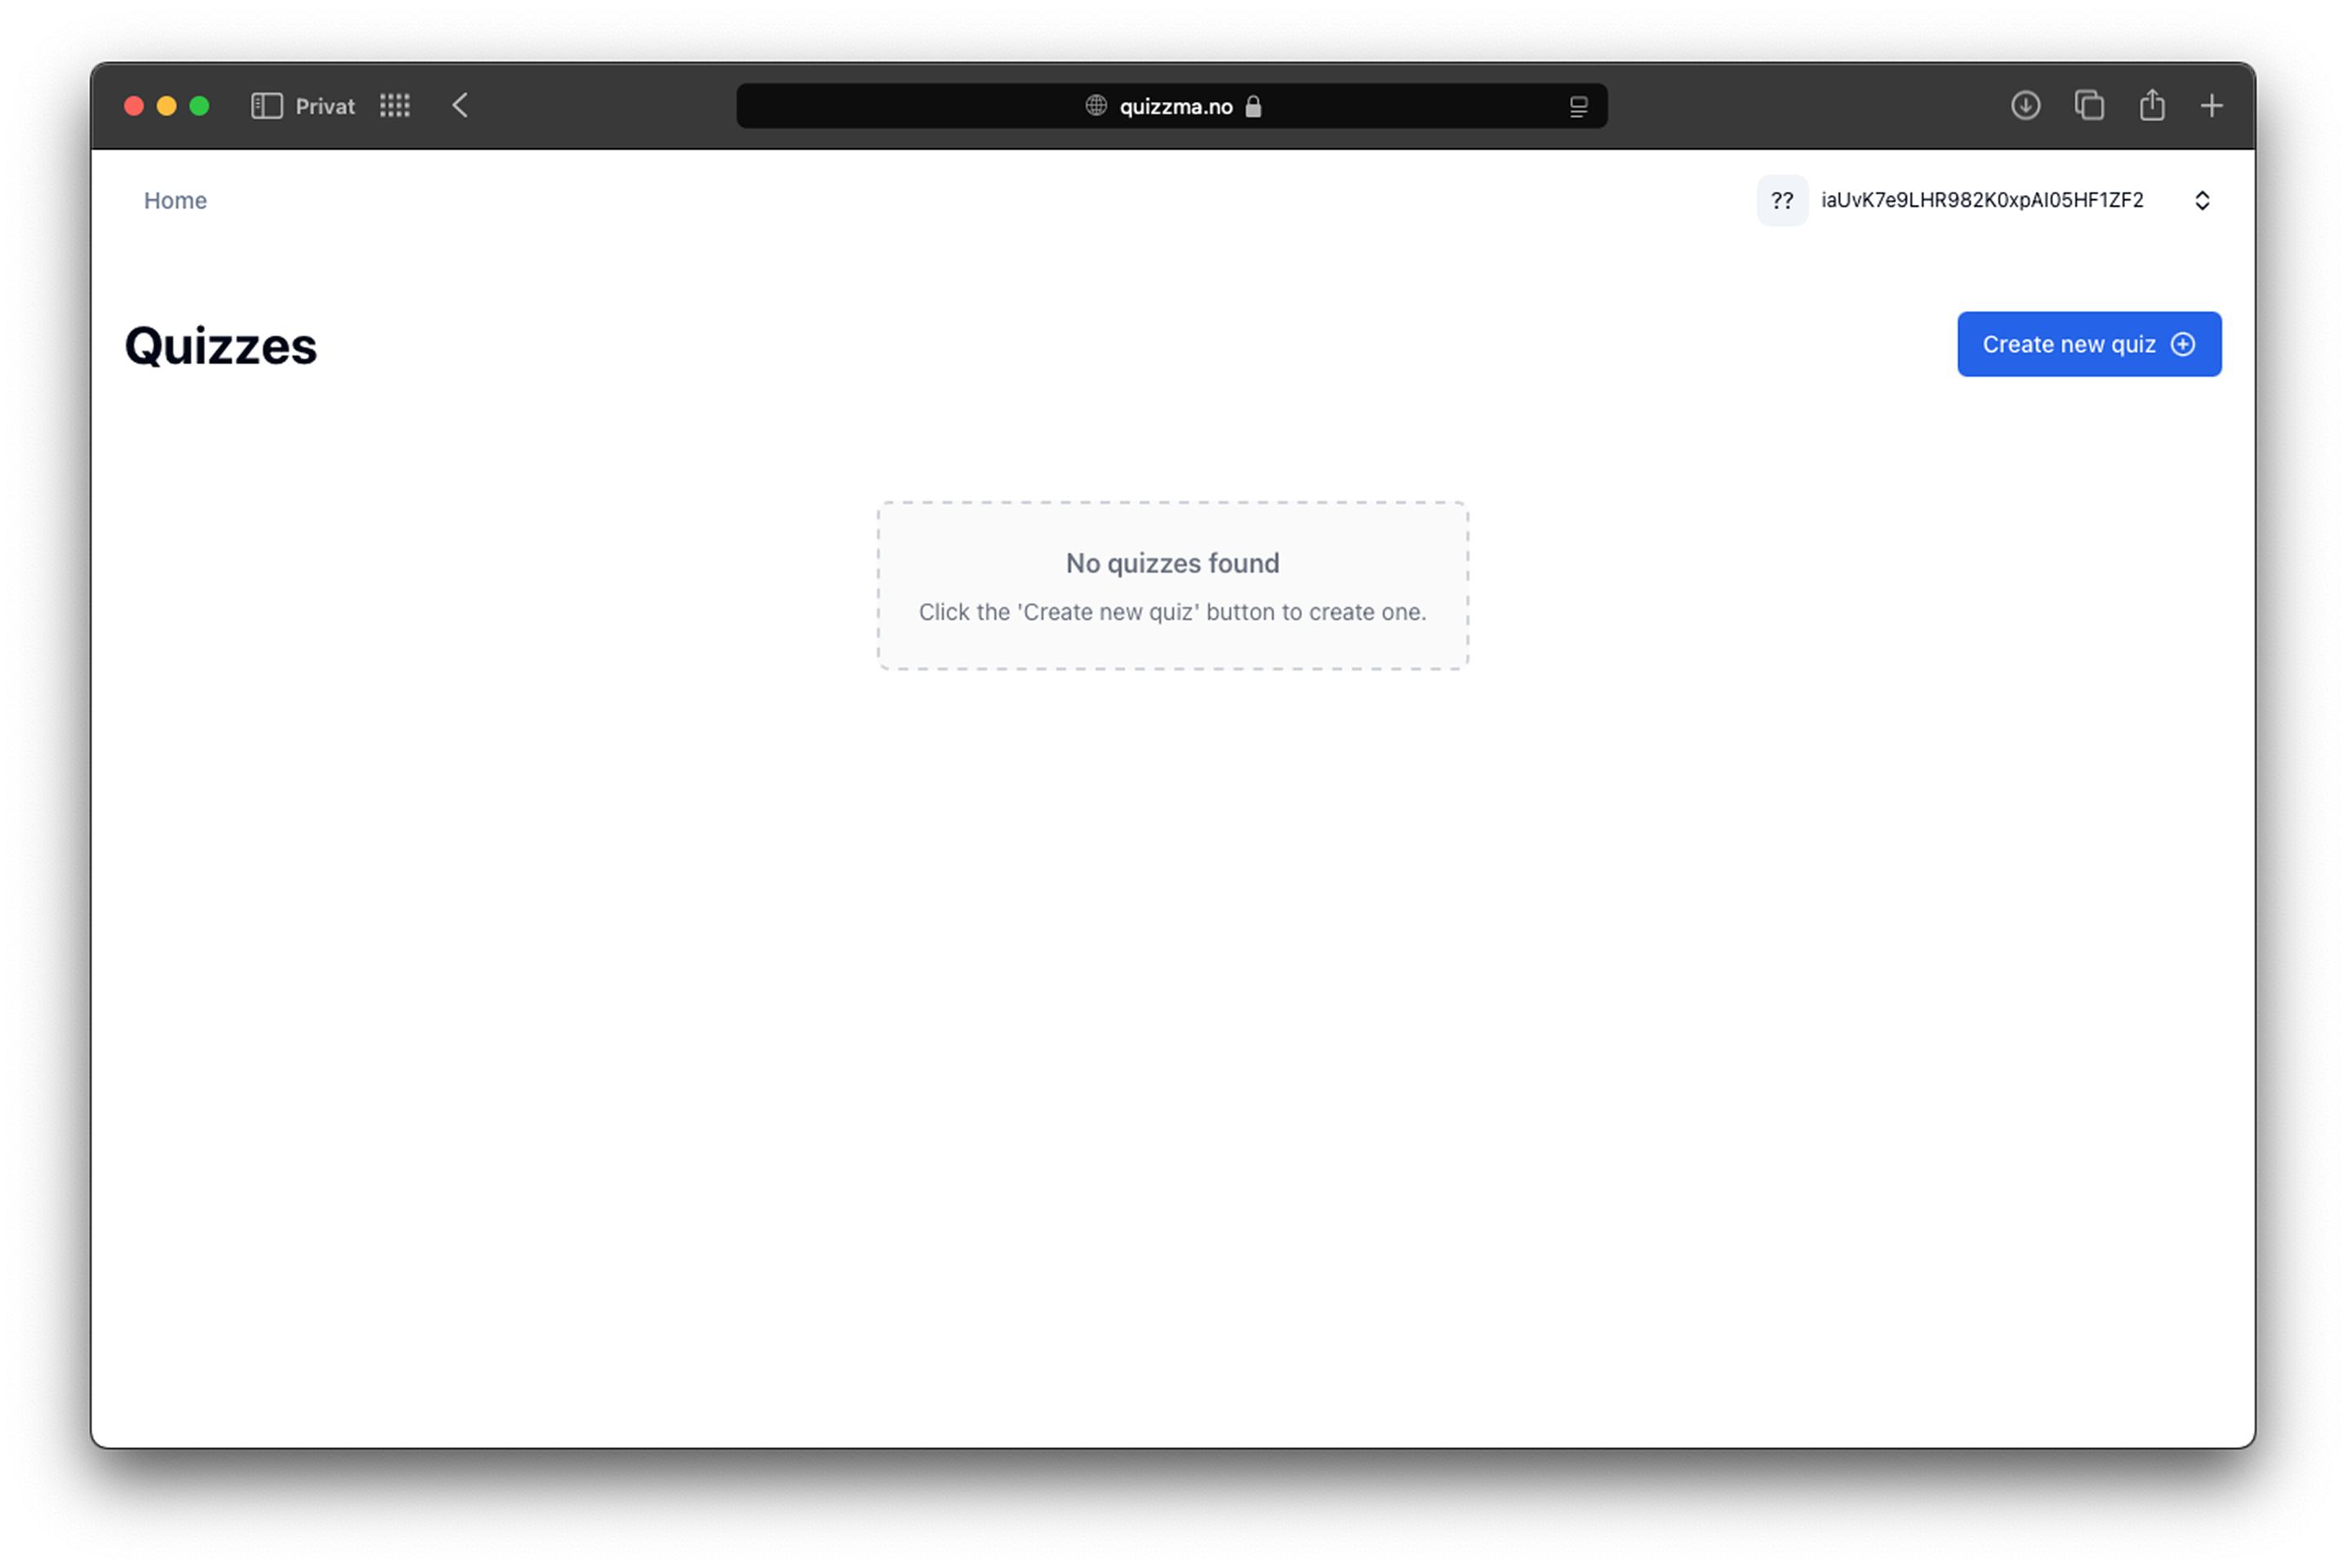 Privat
quizzma.no
Home
?? iaUvK7e9LHR982K0xpAI05HF1ZF2
Quizzes
Create new quiz
No quizzes found
Click the 'Create new quiz' button to create one.